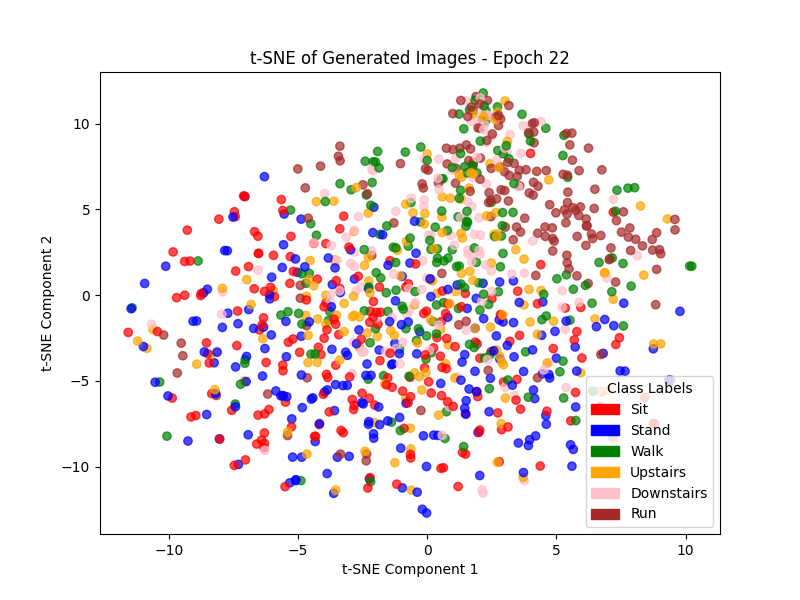 t-SNE of Generated Images - Epoch 22
t-SNE Component 2
10
5
0
−5
−10
Class Labels
Sit
Stand
Walk
Upstairs
Downstairs
Run
−10
−5
0
5
10
t-SNE Component 1